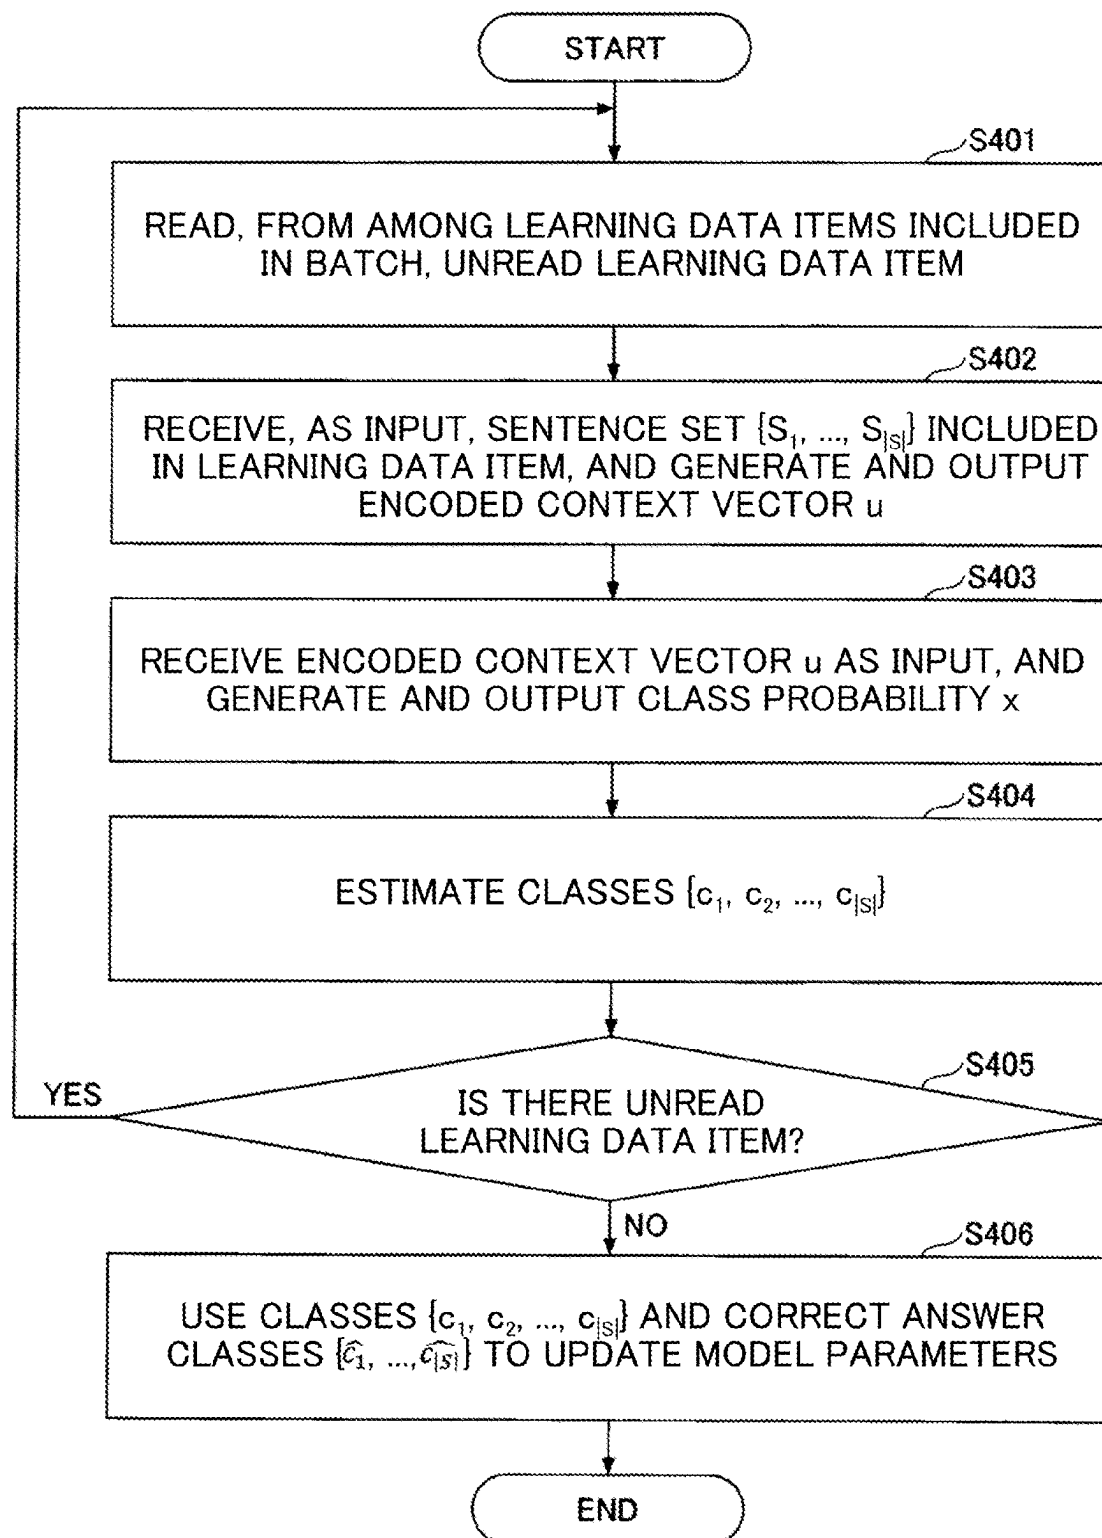 START
S401
READ, FROM AMONG LEARNING DATA ITEMS INCLUDED
IN BATCH, UNREAD LEARNING DATA ITEM
S402
RECEIVE, AS INPUT, SENTENCE SET {S₁, ..., S|S|} INCLUDED
IN LEARNING DATA ITEM, AND GENERATE AND OUTPUT
ENCODED CONTEXT VECTOR u
S403
RECEIVE ENCODED CONTEXT VECTOR u AS INPUT, AND
GENERATE AND OUTPUT CLASS PROBABILITY x
S404
ESTIMATE CLASSES {c₁, c₂, ..., c|S|}
S405
YES
IS THERE UNREAD
LEARNING DATA ITEM?
NO
S406
USE CLASSES {c₁, c₂, ..., c|S|} AND CORRECT ANSWER
CLASSES {ĉ₁, ...,ĉ|S|} TO UPDATE MODEL PARAMETERS
END